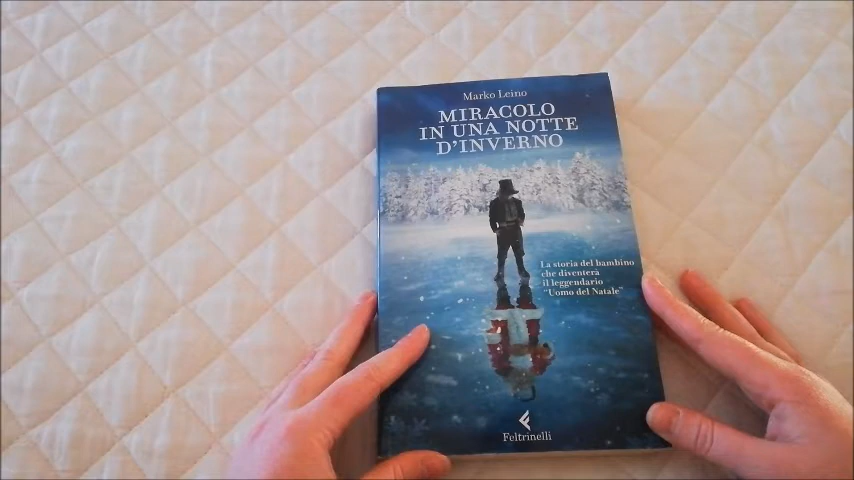 Marko Leino
MIRACOLO
IN UNA NOTTE
D'INVERNO
La storia del bambino
che diventerà
il leggendario
"Uomo del Natale"
Feltrinelli